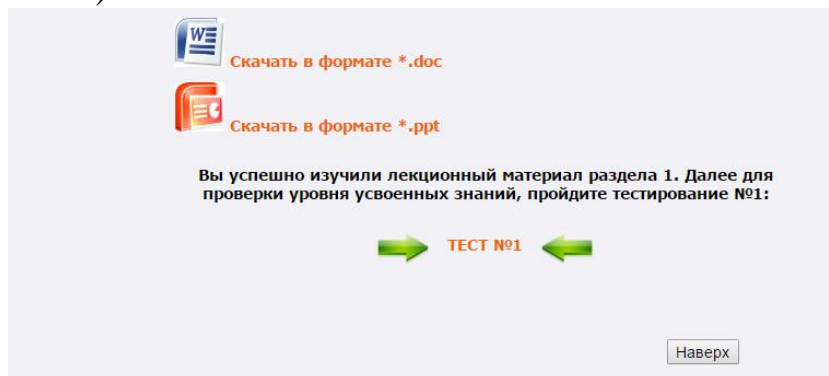 Скачать в формате *.doc
Скачать в формате *.ppt
Вы успешно изучили лекционный материал раздела 1. Далее для
проверки уровня усвоенных знаний, пройдите тестирование №1:
ТЕСТ №1
Наверх